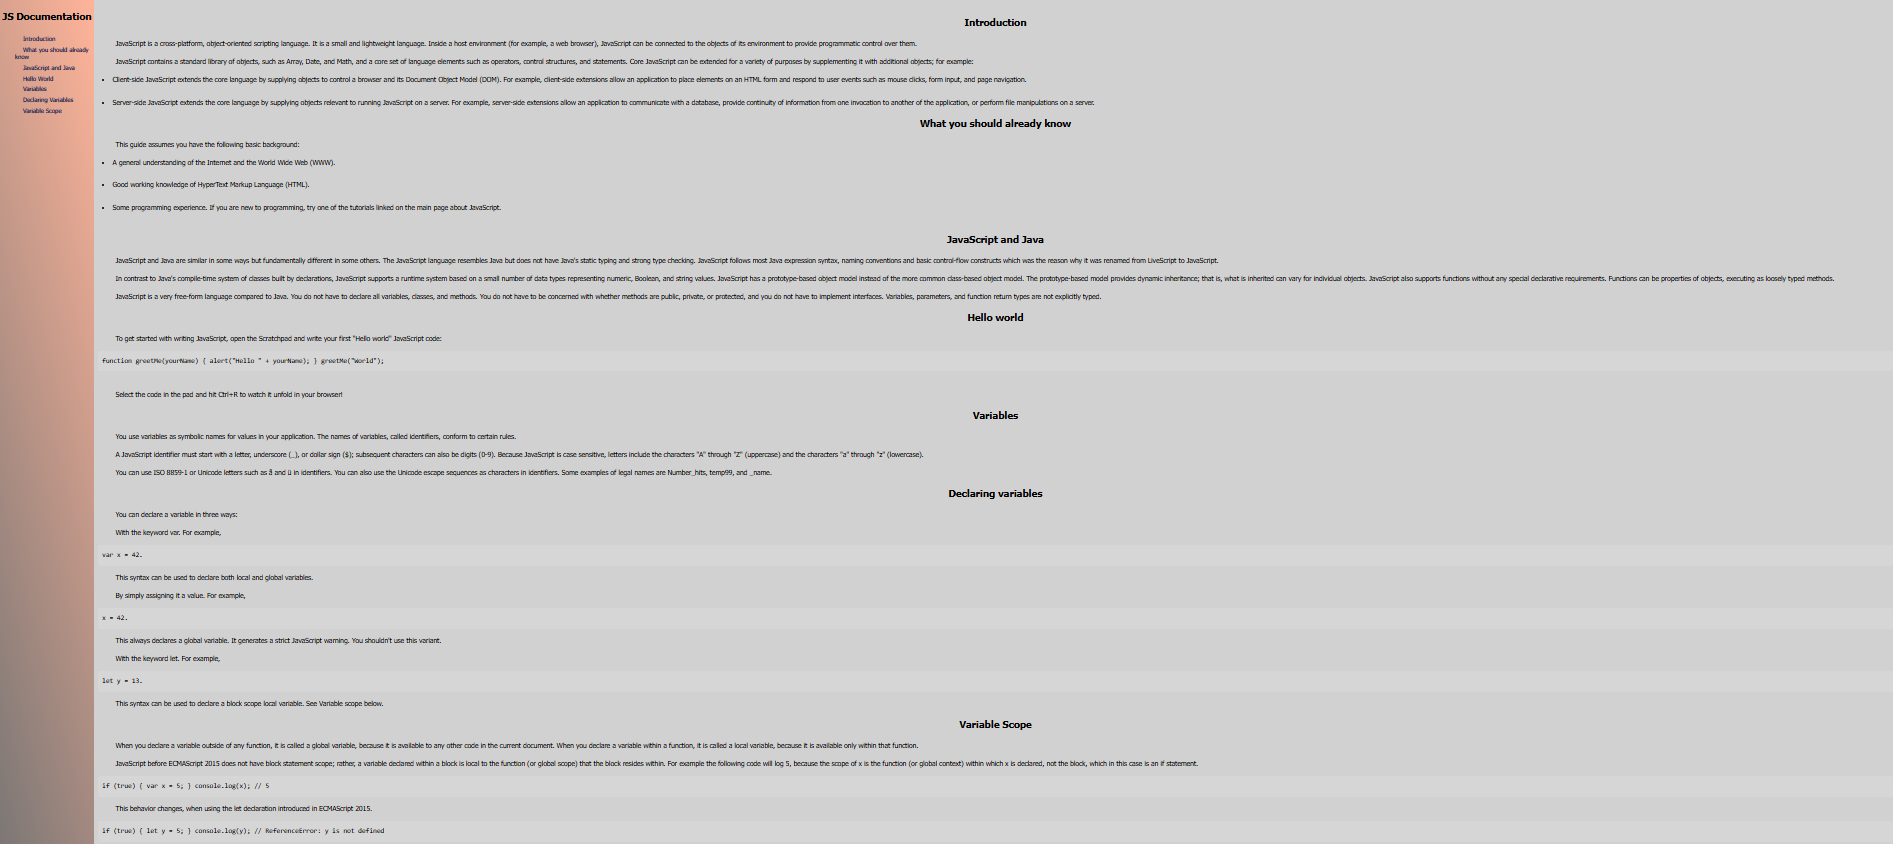 JS Documentation
Introduction
What you should already
know
JavaScript and Java
Hello World
Variables
Declaring Variables
Variable Scope
Introduction
JavaScript is a cross-platform, object-oriented scripting language. It is a small and lightweight language. Inside a host environment (for example, a web browser), JavaScript can be connected to the objects of its environment to provide programmatic control over them.
JavaScript contains a standard library of objects, such as Array, Date, and Math, and a core set of language elements such as operators, control structures, and statements. Core JavaScript can be extended for a variety of purposes by supplementing it with additional objects; for example:
• Client-side JavaScript extends the core language by supplying objects to control a browser and its Document Object Model (DOM). For example, client-side extensions allow an application to place elements on an HTML form and respond to user events such as mouse clicks, form input, and page navigation.
• Server-side JavaScript extends the core language by supplying objects relevant to running JavaScript on a server. For example, server-side extensions allow an application to communicate with a database, provide continuity of information from one invocation to another of the application, or perform file manipulations on a server.
What you should already know
This guide assumes you have the following basic background:
• A general understanding of the Internet and the World Wide Web (WWW).
• Good working knowledge of HyperText Markup Language (HTML).
• Some programming experience. If you are new to programming, try one of the tutorials linked on the main page about JavaScript.
JavaScript and Java
JavaScript and Java are similar in some ways but fundamentally different in some others. The JavaScript language resembles Java but does not have Java's static typing and strong type checking. JavaScript follows most Java expression syntax, naming conventions and basic control-flow constructs which was the reason why it was renamed from LiveScript to JavaScript.
In contrast to Java's compile-time system of classes built by declarations, JavaScript supports a runtime system based on a small number of data types representing numeric, Boolean, and string values. JavaScript has a prototype-based object model instead of the more common class-based object model. The prototype-based model provides dynamic inheritance; that is, what is inherited can vary for individual objects. JavaScript also supports functions without any special declarative requirements. Functions can be properties of objects, executing as loosely typed methods.
JavaScript is a very free-form language compared to Java. You do not have to declare all variables, classes, and methods. You do not have to be concerned with whether methods are public, private, or protected, and you do not have to implement interfaces. Variables, parameters, and function return types are not explicitly typed.
Hello world
To get started with writing JavaScript, open the Scratchpad and write your first "Hello world" JavaScript code:
function greetMe(yourName) { alert("Hello " + yourName); } greetMe("World");
Select the code in the pad and hit Ctrl+R to watch it unfold in your browser!
Variables
You use variables as symbolic names for values in your application. The names of variables, called identifiers, conform to certain rules.
A JavaScript identifier must start with a letter, underscore (_), or dollar sign ($); subsequent characters can also be digits (0-9). Because JavaScript is case sensitive, letters include the characters "A" through "Z" (uppercase) and the characters "a" through "z" (lowercase).
You can use ISO 8859-1 or Unicode letters such as å and ü in identifiers. You can also use the Unicode escape sequences as characters in identifiers. Some examples of legal names are Number_hits, temp99, and _name.
Declaring variables
You can declare a variable in three ways:
With the keyword var. For example,
var x = 42.
This syntax can be used to declare both local and global variables.
By simply assigning it a value. For example,
x = 42.
This always declares a global variable. It generates a strict JavaScript warning. You shouldn't use this variant.
With the keyword let. For example,
let y = 13.
This syntax can be used to declare a block scope local variable. See Variable scope below.
Variable Scope
When you declare a variable outside of any function, it is called a global variable, because it is available to any other code in the current document. When you declare a variable within a function, it is called a local variable, because it is available only within that function.
JavaScript before ECMAScript 2015 does not have block statement scope; rather, a variable declared within a block is local to the function (or global scope) that the block resides within. For example the following code will log 5, because the scope of x is the function (or global context) within which x is declared, not the block, which in this case is an if statement.
if (true) { var x = 5; } console.log(x); // 5
This behavior changes, when using the let declaration introduced in ECMAScript 2015.
if (true) { let y = 5; } console.log(y); // ReferenceError: y is not defined